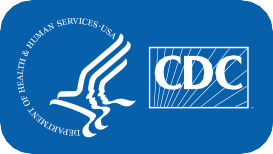 DEPARTMENT OF HEALTH & HUMAN SERVICES·USA
CDC